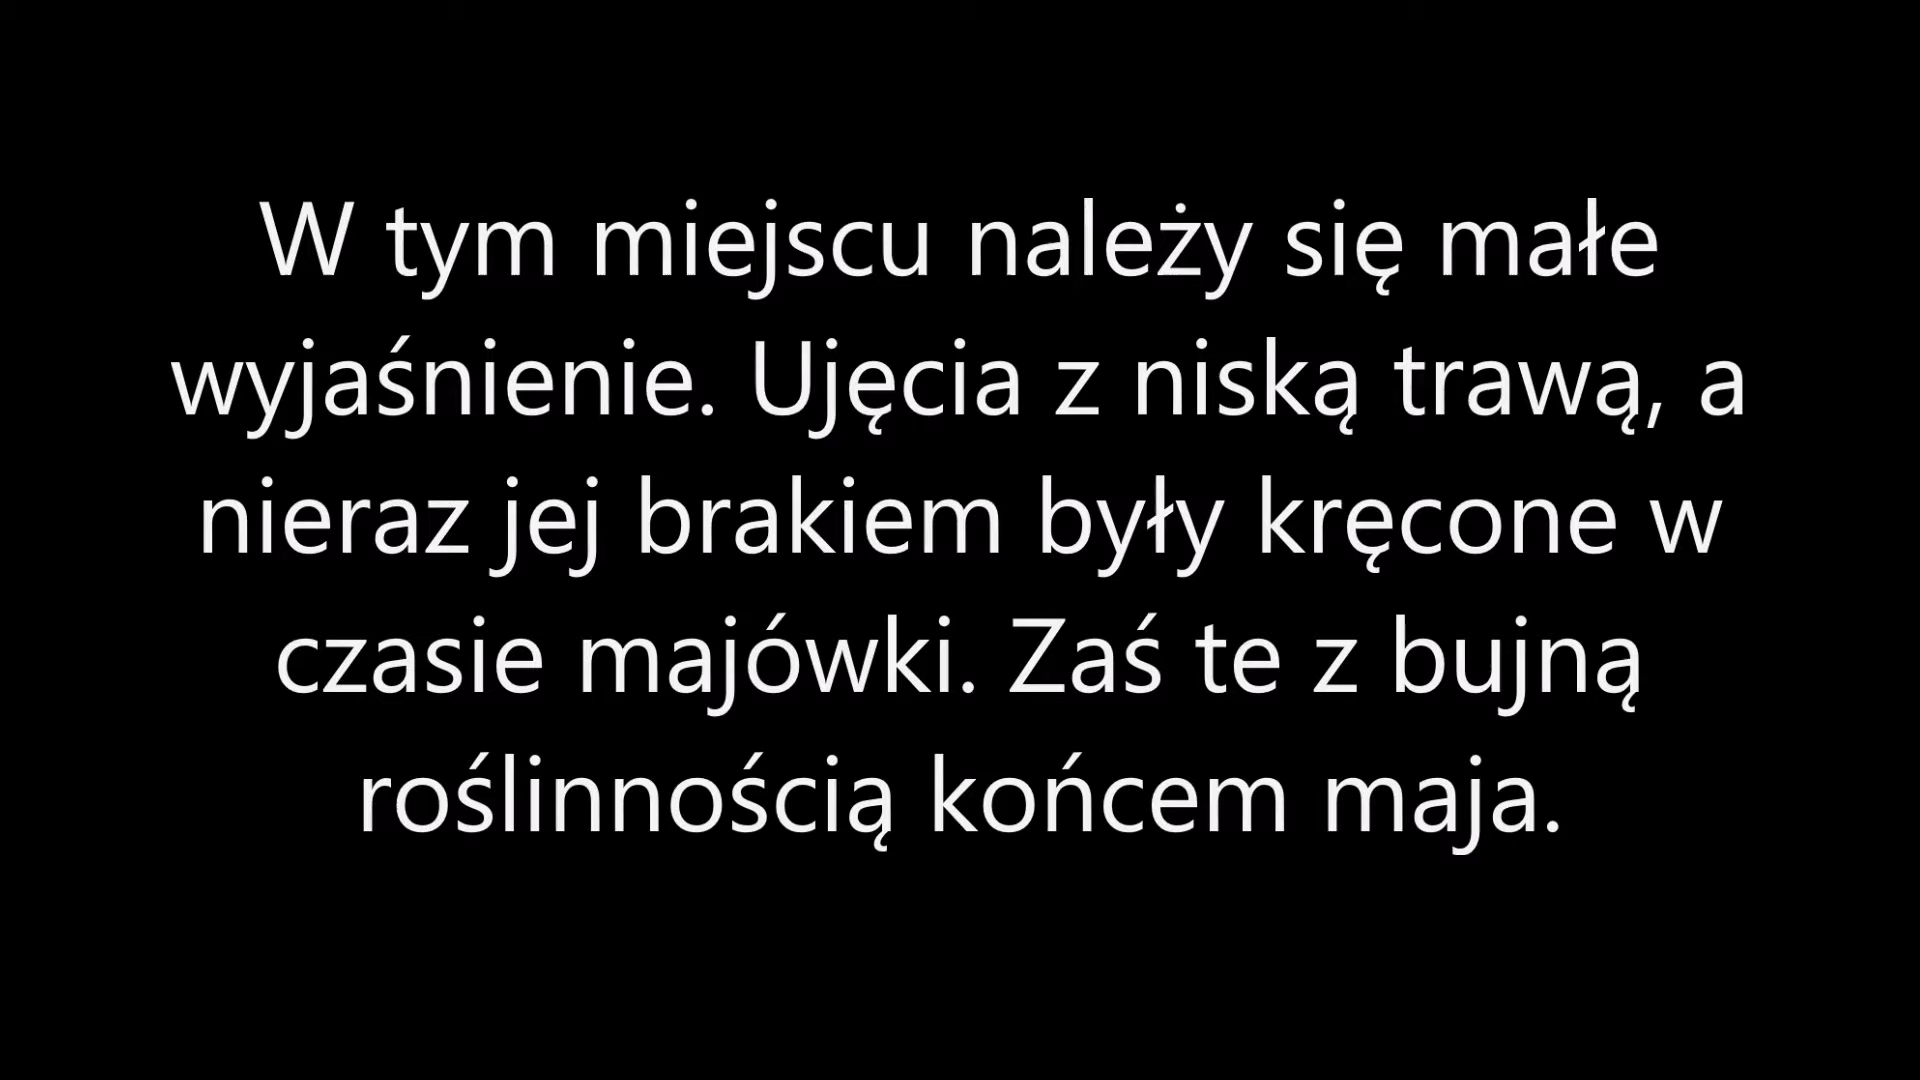 W tym miejscu należy się małe
wyjaśnienie. Ujęcia z niską trawą, a
nieraz jej brakiem były kręcone w
czasie majówki. Zaś te z bujną
roślinnością końcem maja.